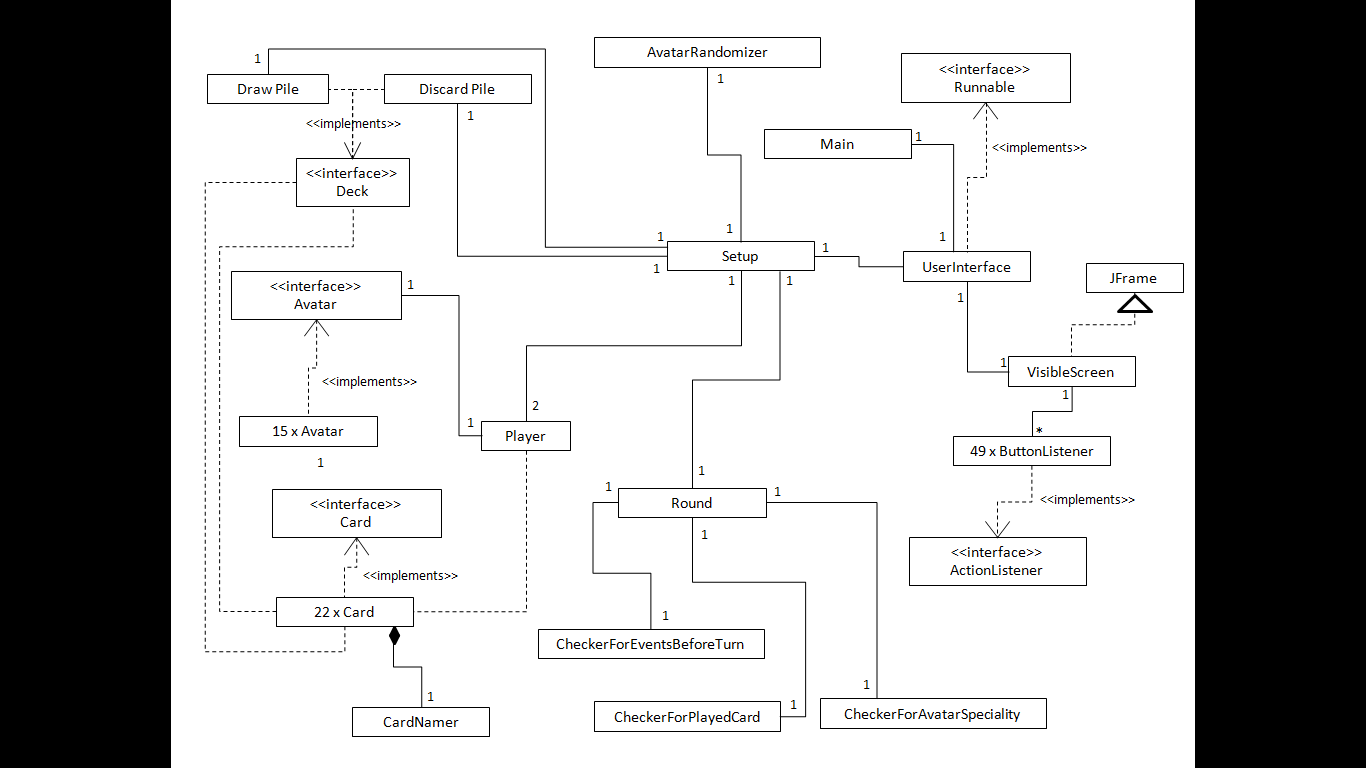 AvatarRandomizer
1
<<interface>>
Runnable
1
Draw Pile
Discard Pile
1
<<implements>>
Main
1
<<implements>>
<<interface>>
Deck
1
1
1
1
Setup
1
1
1
UserInterface
1
JFrame
<<interface>>
Avatar
1
<<implements>>
1
VisibleScreen
1
2
15 x Avatar
1
Player
*
49 x ButtonListener
1
<<interface>>
Card
1
1
Round
1
1
<<implements>>
<<interface>>
ActionListener
<<implements>>
22 x Card
1
CheckerForEventsBeforeTurn
1
CardNamer
1
CheckerForPlayedCard
1
CheckerForAvatarSpeciality